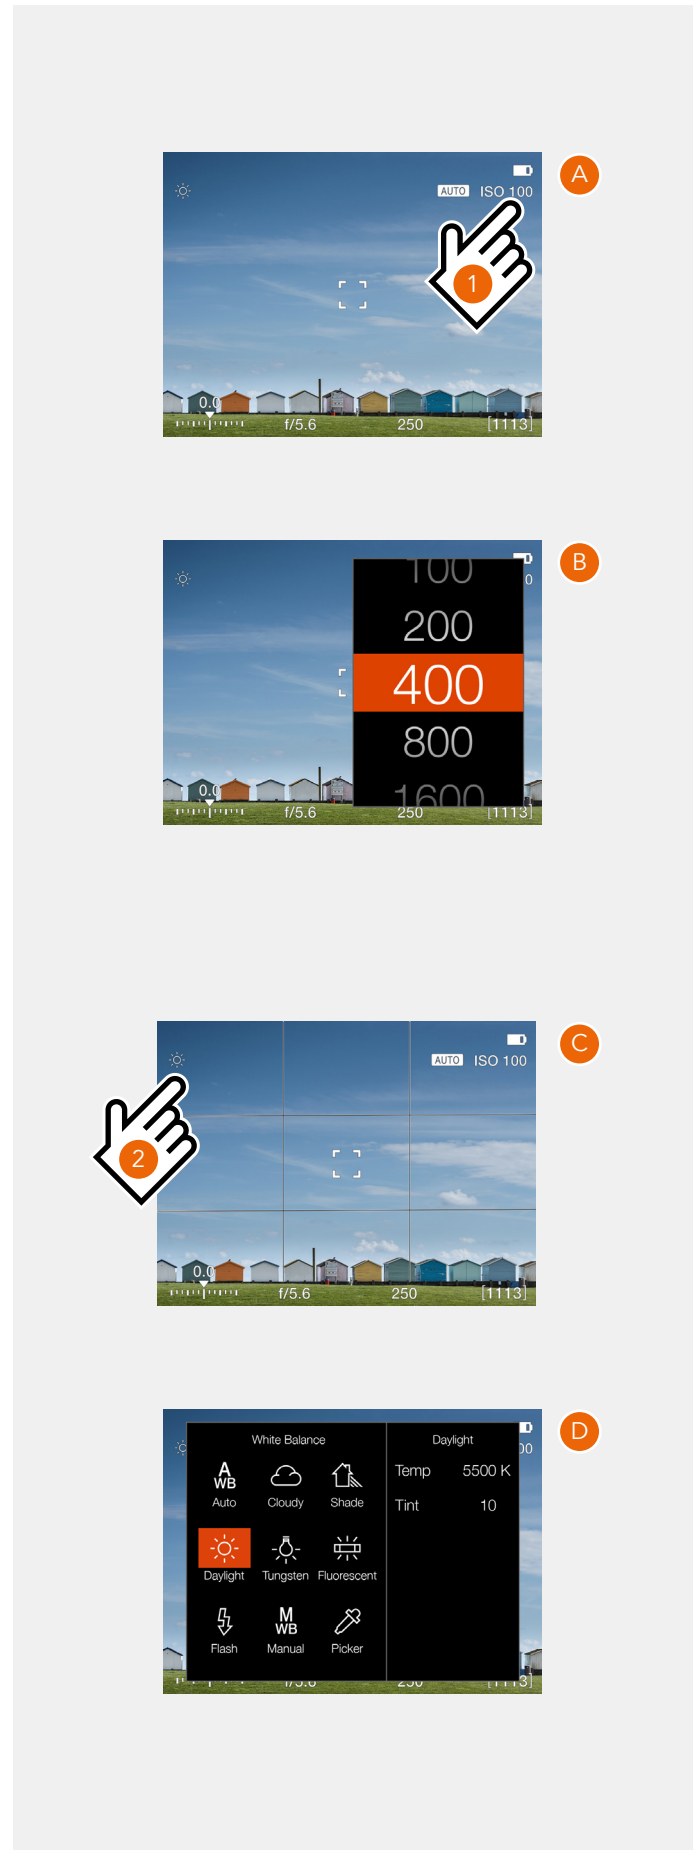 A
AUTO ISO 100
1
0.0
f/5.6 250 [1113]
B
100
0
200
400
800
1600
0.0
f/5.6 250 [1113]
C
AUTO ISO 100
2
0.0
f/5.6 250 [1113]
D
White Balance Daylight
00
A
WB
Temp 5500 K
Auto Cloudy Shade
Tint 10
Daylight Tungsten Fluorescent
M
WB
Flash Manual Picker